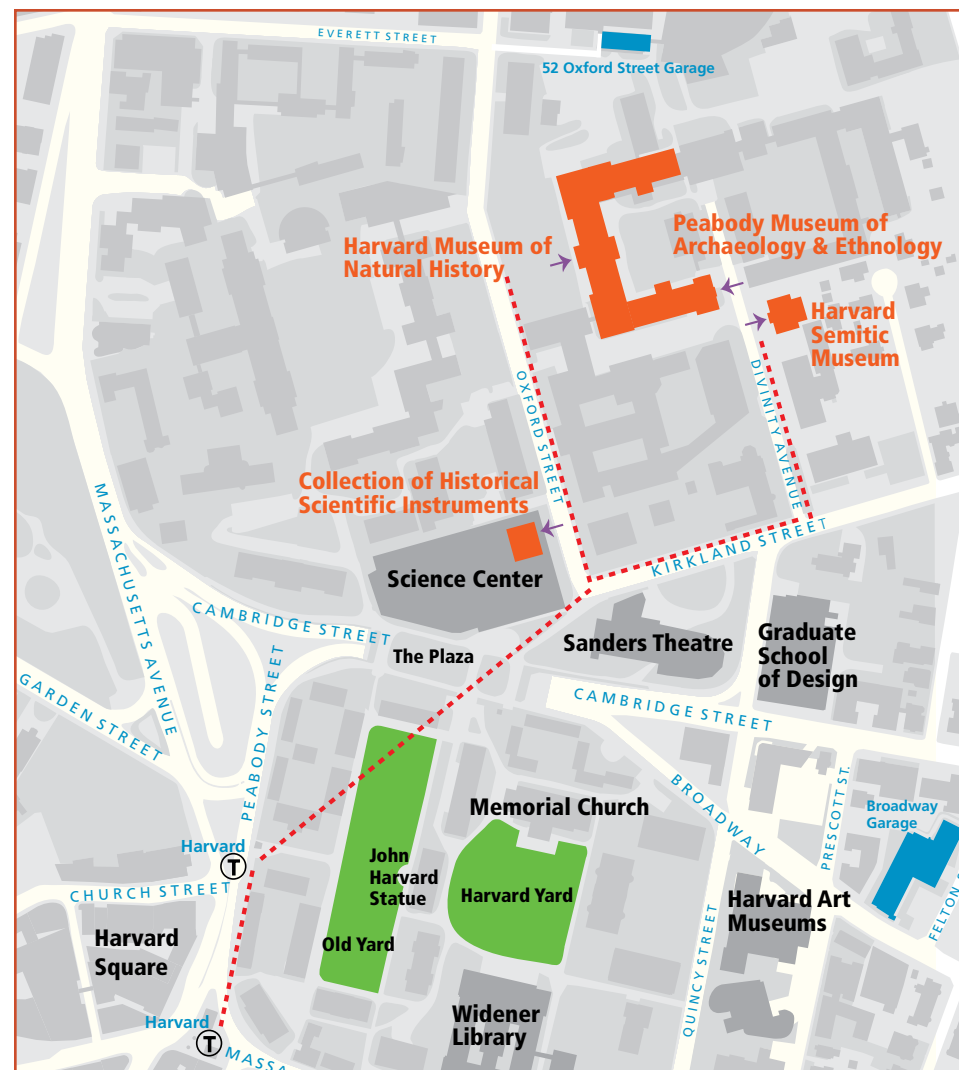 EVERETT STREET
52 Oxford Street Garage
Peabody Museum of
Archaeology & Ethnology
Harvard Museum of
Natural History
Harvard
Semitic
Museum
OXFORD STREET
DIVINITY AVENUE
Collection of Historical
Scientific Instruments
MASSACHUSETTS AVENUE
KIRKLAND STREET
Science Center
CAMBRIDGE STREET
Sanders Theatre
Graduate
School
of Design
The Plaza
GARDEN STREET
PEABODY STREET
CAMBRIDGE STREET
BROADWAY
PRESCOTT ST.
Memorial Church
Broadway
Garage
Harvard
T
John
Harvard
Statue
CHURCH STREET
Harvard Yard
Harvard Art
Museums
Harvard
Square
Old Yard
QUINCY STREET
FELTON
Widener
Library
Harvard
T
MASSA